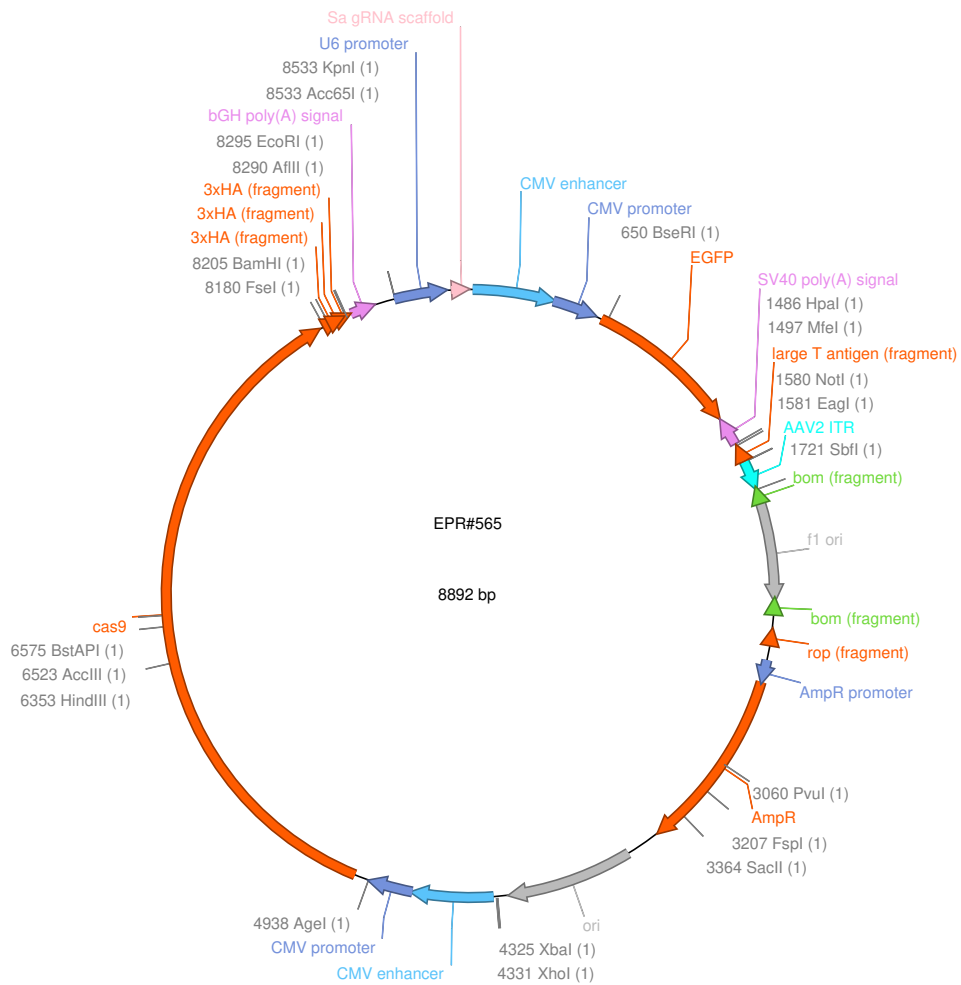 Sa gRNA scaffold
U6 promoter
8533 KpnI (1)
8533 Acc65I (1)
bGH poly(A) signal
8295 EcoRI (1)
8290 AflII (1)
3xHA (fragment)
3xHA (fragment)
3xHA (fragment)
8205 BamHI (1)
8180 FseI (1)
CMV enhancer
CMV promoter
650 BseRI (1)
EGFP
SV40 poly(A) signal
1486 HpaI (1)
1497 MfeI (1)
large T antigen (fragment)
1580 NotI (1)
1581 EagI (1)
AAV2 ITR
1721 SbfI (1)
bom (fragment)
f1 ori
EPR#565
8892 bp
bom (fragment)
rop (fragment)
AmpR promoter
3060 PvuI (1)
AmpR
3207 FspI (1)
3364 SacII (1)
cas9
6575 BstAPI (1)
6523 AccIII (1)
6353 HindIII (1)
4938 AgeI (1)
CMV promoter
CMV enhancer
ori
4325 XbaI (1)
4331 XhoI (1)